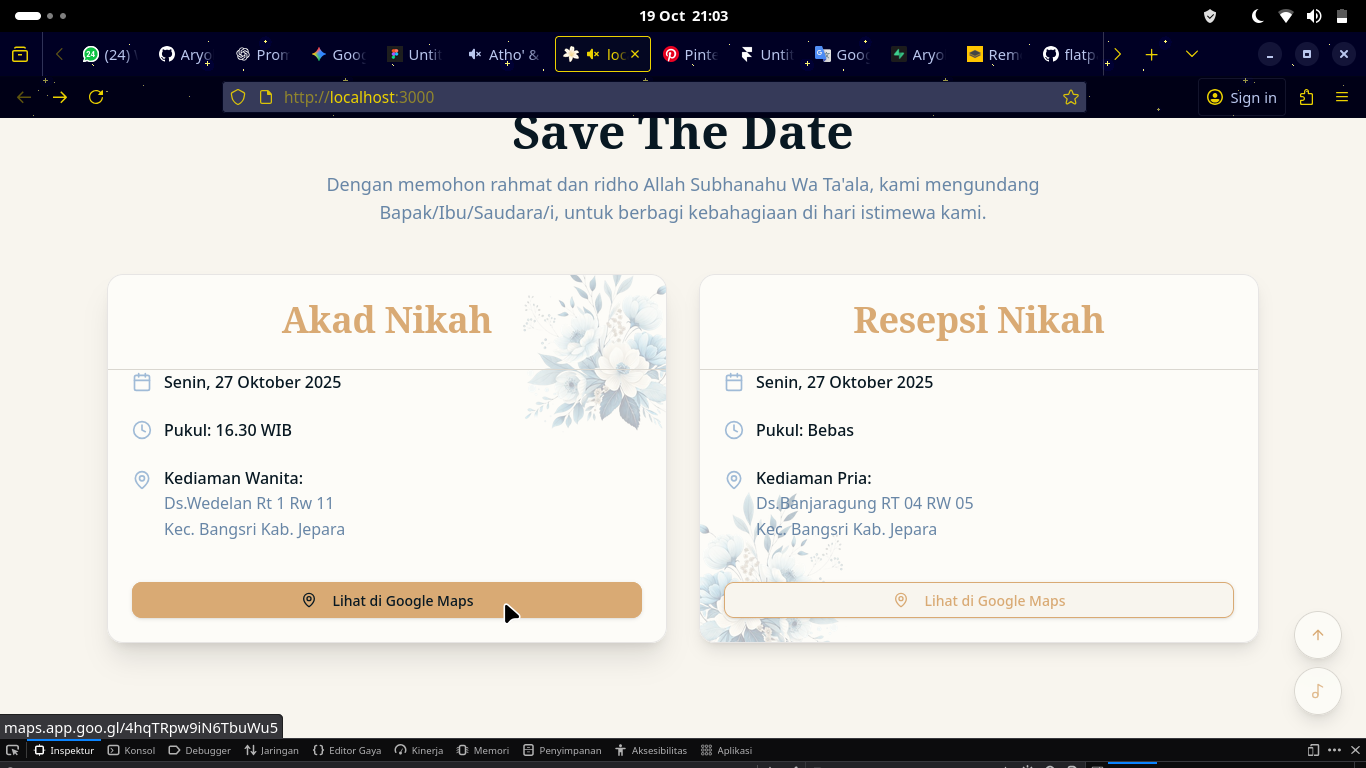 19 Oct 21:03
(24)
Aryo
Pron
Goog
Unti
Atho' &
loc
Pinte
Unti
Goog
Aryo
Rem
flatp
http://localhost:3000
Sign in
Save The Date
Dengan memohon rahmat dan ridho Allah Subhanahu Wa Ta'ala, kami mengundang
Bapak/Ibu/Saudara/i, untuk berbagi kebahagiaan di hari istimewa kami.
Akad Nikah
Senin, 27 Oktober 2025
Pukul: 16.30 WIB
Kediaman Wanita:
Ds.Wedelan Rt 1 Rw 11
Kec. Bangsri Kab. Jepara
Lihat di Google Maps
Resepsi Nikah
Senin, 27 Oktober 2025
Pukul: Bebas
Kediaman Pria:
Ds.Banjaragung RT 04 RW 05
Kec. Bangsri Kab. Jepara
Lihat di Google Maps
maps.app.goo.gl/4hqTRpw9iN6TbuWu5
Inspektur
Konsol
Debugger
Jaringan
Editor Gaya
Kinerja
Memori
Penyimpanan
Aksesibilitas
Aplikasi